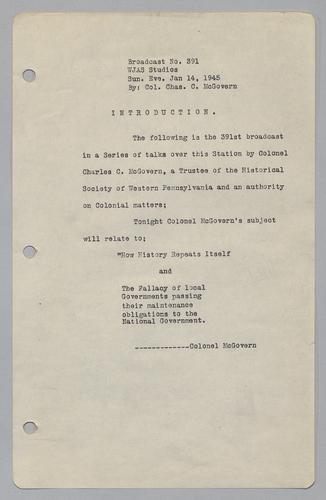 Broadcast No. 391
WJAS Studios
Sun. Eve. Jan 14, 1945
By: Col. Chas. C. McGovern
INTRODUCTION.
The following is the 391st broadcast
in a Series of talks over this Station by Colonel
Charles C. McGovern, a Trustee of the Historical
Society of Western Pennsylvania and an authority
on Colonial matters;
Tonight Colonel McGovern's subject
will relate to;
"How History Repeats Itself
and
The Fallacy of local
Governments passing
their maintenance
obligations to the
National Government.
-------------Colonel McGovern